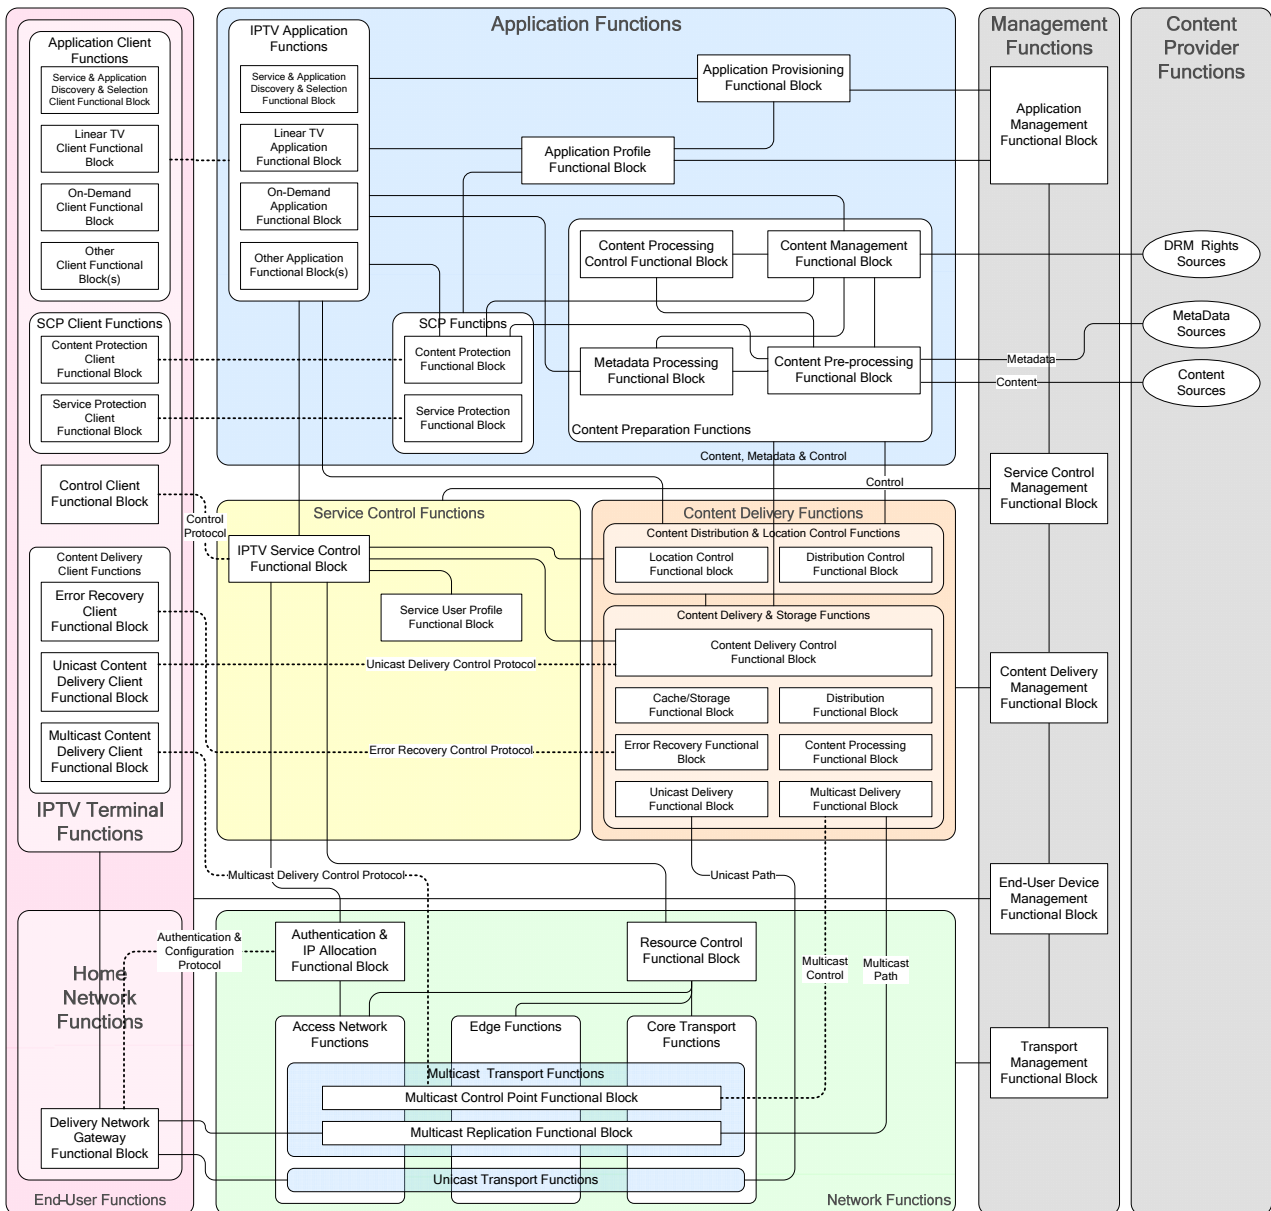 Application Client
Functions
Service & Application
Discovery & Selection
Client Functional Block
Linear TV
Client Functional
Block
On-Demand
Client Functional
Block
Other
Client Functional
Block(s)
SCP Client Functions
Content Protection
Client
Functional Block
Service Protection
Client
Functional Block
Control Client
Functional Block
Content Delivery
Client Functions
Error Recovery
Client
Functional Block
Unicast Content
Delivery Client
Functional Block
Multicast Content
Delivery Client
Functional Block
IPTV Terminal
Functions
Home
Network
Functions
Delivery Network
Gateway
Functional Block
End-User Functions
Application Functions
IPTV Application
Functions
Service & Application
Discovery & Selection
Functional Block
Linear TV
Application
Functional Block
On-Demand
Application
Functional Block
Other Application
Functional Block(s)
Application Provisioning
Functional Block
Application Profile
Functional Block
SCP Functions
Content Protection
Functional Block
Service Protection
Functional Block
Content Processing
Control Functional Block
Content Management
Functional Block
Metadata Processing
Functional Block
Content Pre-processing
Functional Block
Content Preparation Functions
Content, Metadata & Control
Control
Control
Protocol
Service Control Functions
IPTV Service Control
Functional Block
Service User Profile
Functional Block
Unicast Delivery Control Protocol
Error Recovery Control Protocol
Content Delivery Functions
Content Distribution & Location Control Functions
Location Control
Functional block
Distribution Control
Functional Block
Content Delivery & Storage Functions
Content Delivery Control
Functional Block
Cache/Storage
Functional Block
Distribution
Functional Block
Error Recovery Functional
Block
Content Processing
Functional Block
Unicast Delivery
Functional Block
Multicast Delivery
Functional Block
Multicast Delivery Control Protocol
Unicast Path
Authentication &
Configuration
Protocol
Authentication &
IP Allocation
Functional Block
Resource Control
Functional Block
Multicast
Control
Multicast
Path
Access Network
Functions
Edge Functions
Core Transport
Functions
Multicast Transport Functions
Multicast Control Point Functional Block
Multicast Replication Functional Block
Unicast Transport Functions
Network Functions
Management
Functions
Application
Management
Functional Block
Metadata
Content
Service Control
Management
Functional Block
Content Delivery
Management
Functional Block
End-User Device
Management
Functional Block
Transport
Management
Functional Block
Content
Provider
Functions
DRM Rights
Sources
MetaData
Sources
Content
Sources